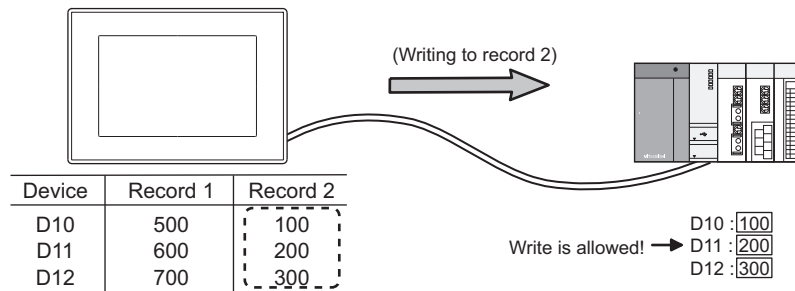 (Writing to record 2)
Device Record 1 Record 2
D10 500 100
D11 600 200
D12 700 300
D10 : 100
Write is allowed! → D11 : 200
D12 : 300